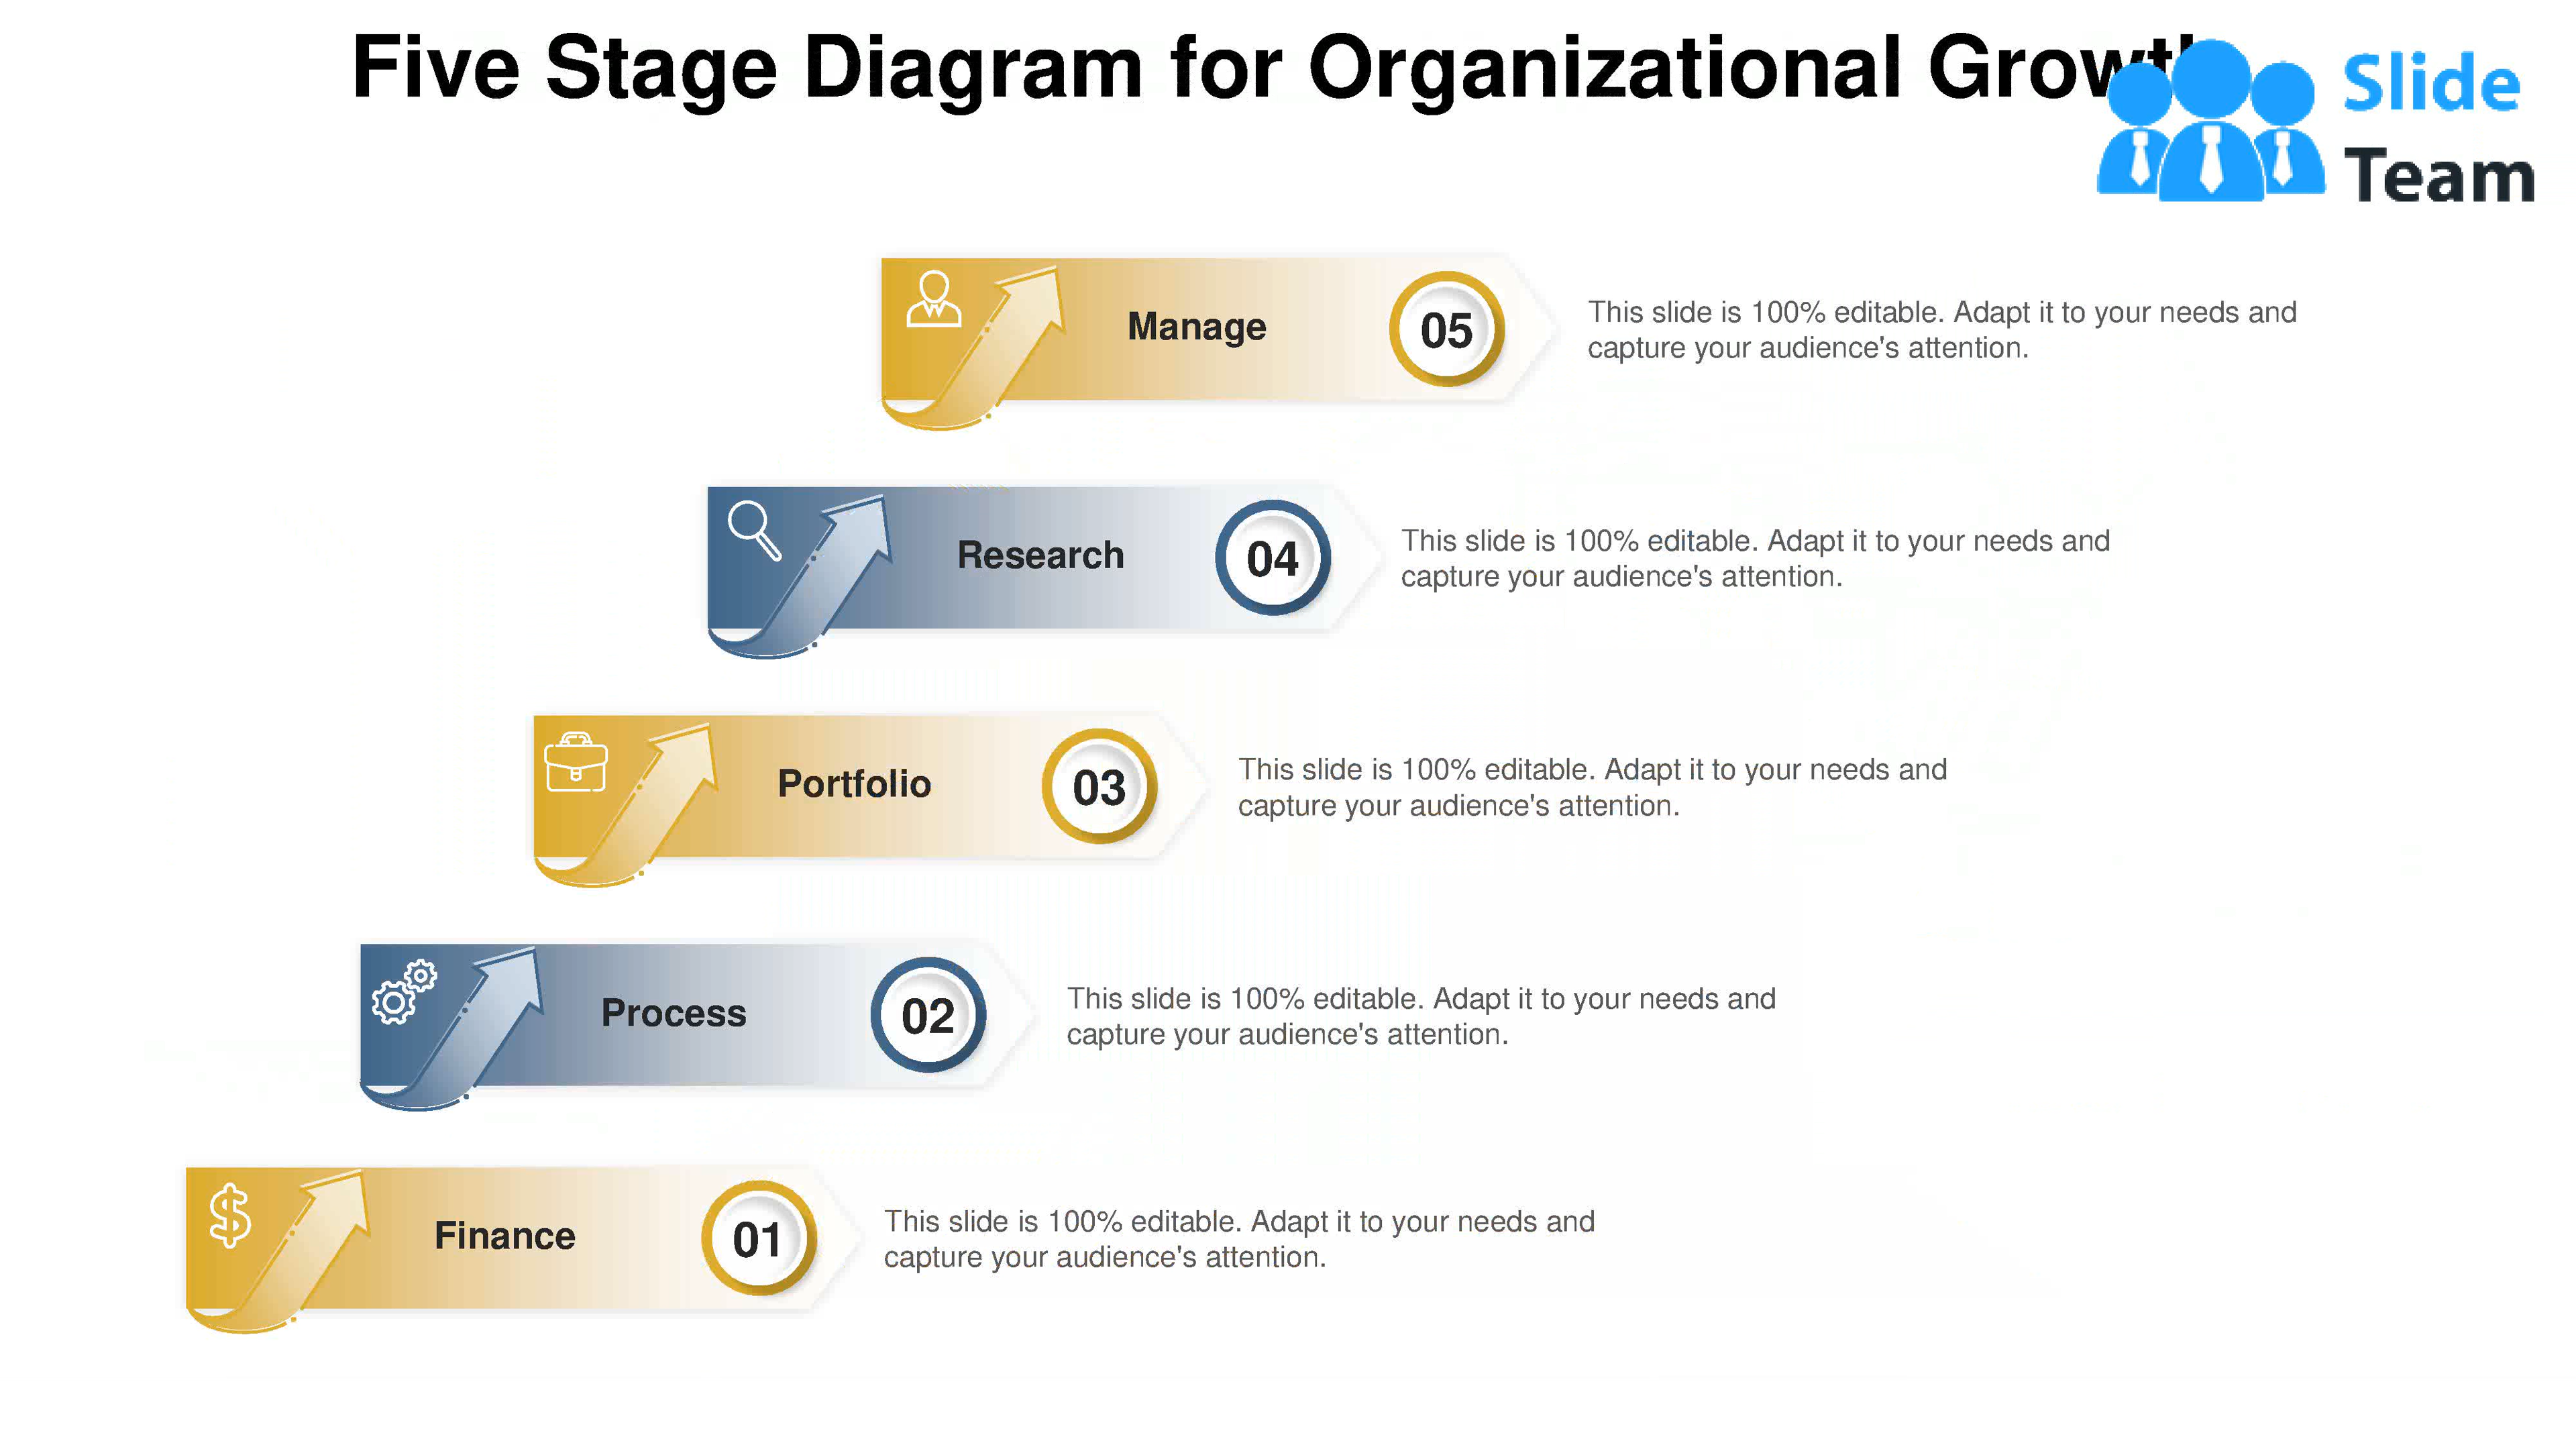 Five Stage Diagram for Organizational
Slide
Team
Manage
05
This slide is 100% editable. Adapt it to your needs and
capture your audience's attention.
Research
04
This slide is 100% editable. Adapt it to your needs and
capture your audience's attention.
Portfolio
03
This slide is 100% editable. Adapt it to your needs and
capture your audience's attention.
Process
02
This slide is 100% editable. Adapt it to your needs and
capture your audience's attention.
Finance
01
This slide is 100% editable. Adapt it to your needs and
capture your audience's attention.